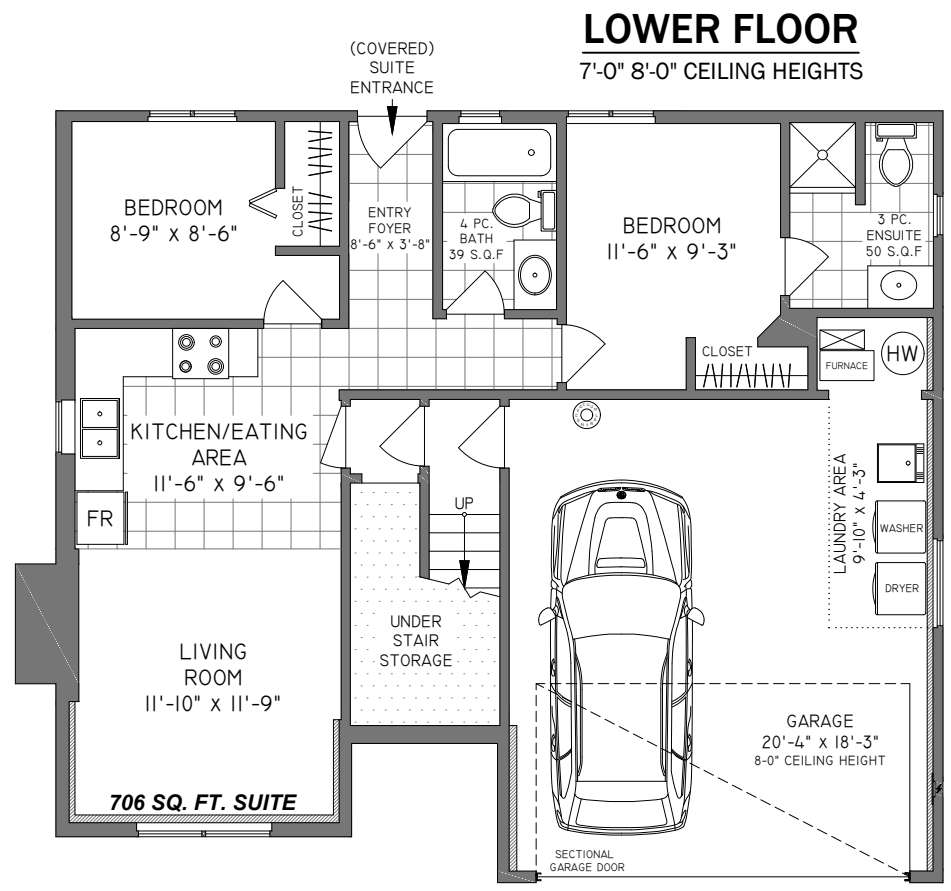 LOWER FLOOR
7'-0" 8'-0" CEILING HEIGHTS
(COVERED)
SUITE
ENTRANCE
BEDROOM
8'-9" X 8'-6"
CLOSET
ENTRY
FOYER
8'-6" X 3'-8"
4 PC.
BATH
39 S.Q.F
BEDROOM
11'-6" X 9'-3"
3 PC.
ENSUITE
50 S.Q.F
CLOSET
FURNACE
HW
KITCHEN/EATING
AREA
11'-6" X 9'-6"
FR
UP
LAUNDRY AREA
9'-10" X 4'-3"
WASHER
DRYER
UNDER
STAIR
STORAGE
LIVING
ROOM
11'-10" X 11'-9"
GARAGE
20'-4" X 18'-3"
8-0" CEILING HEIGHT
706 SQ. FT. SUITE
SECTIONAL
GARAGE DOOR